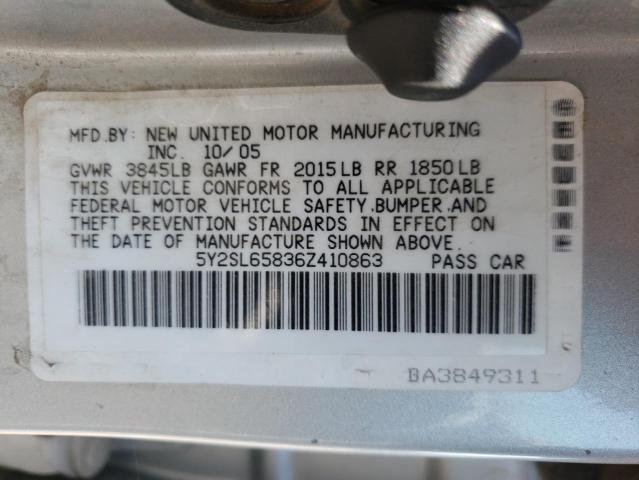 MFD.BY: NEW UNITED MOTOR MANUFACTURING
INC. 10/05
GVWR 3845LB GAWR FR 2015LB RR 1850LB
THIS VEHICLE CONFORMS TO ALL APPLICABLE
FEDERAL MOTOR VEHICLE SAFETY,BUMPER,AND
THEFT PREVENTION STANDARDS IN EFFECT ON
THE DATE OF MANUFACTURE SHOWN ABOVE.
5Y2SL65836Z410863 PASS CAR
BA3849311